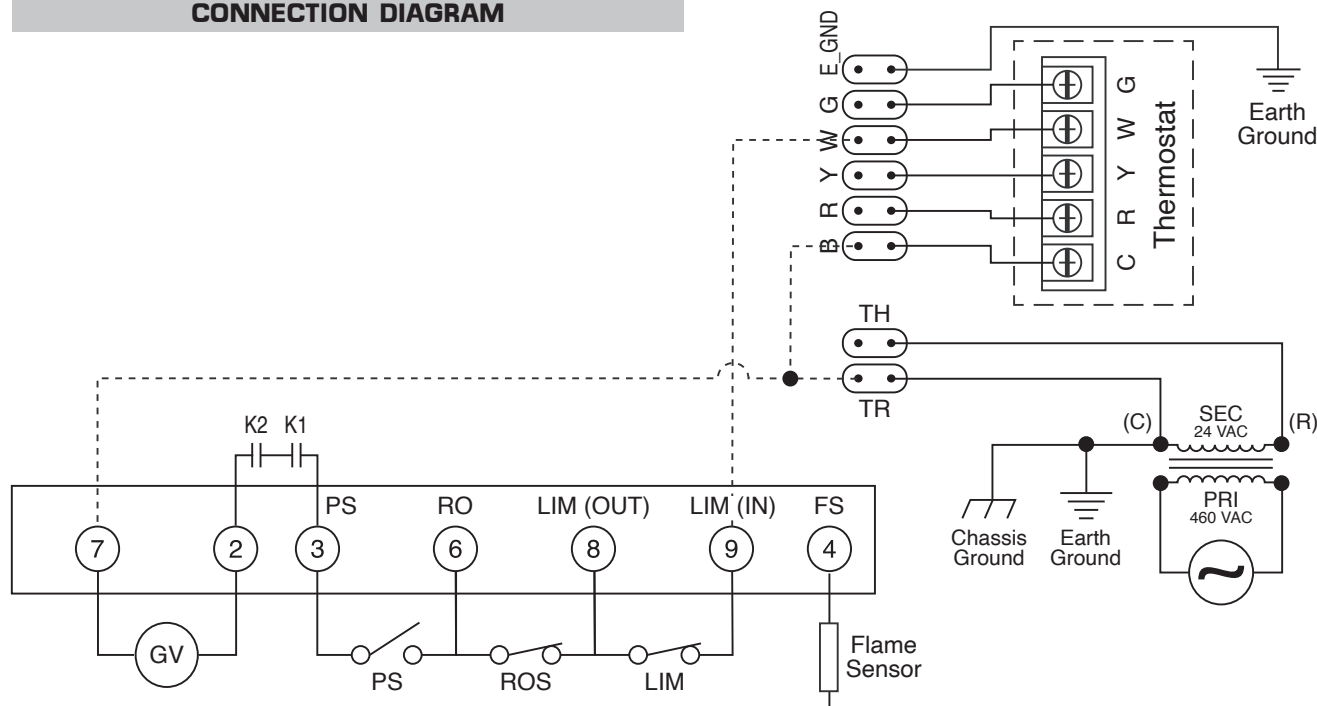 CONNECTION DIAGRAM
E_GND
G
W
Y
R
B
G
W
Y
R
C
Thermostat
Earth
Ground
TH
TR
(C)
SEC
24 VAC
(R)
PRI
460 VAC
Chassis
Ground
Earth
Ground
K2 K1
PS RO LIM (OUT) LIM (IN) FS
7 2 3 6 8 9 4
GV
PS ROS LIM
Flame
Sensor